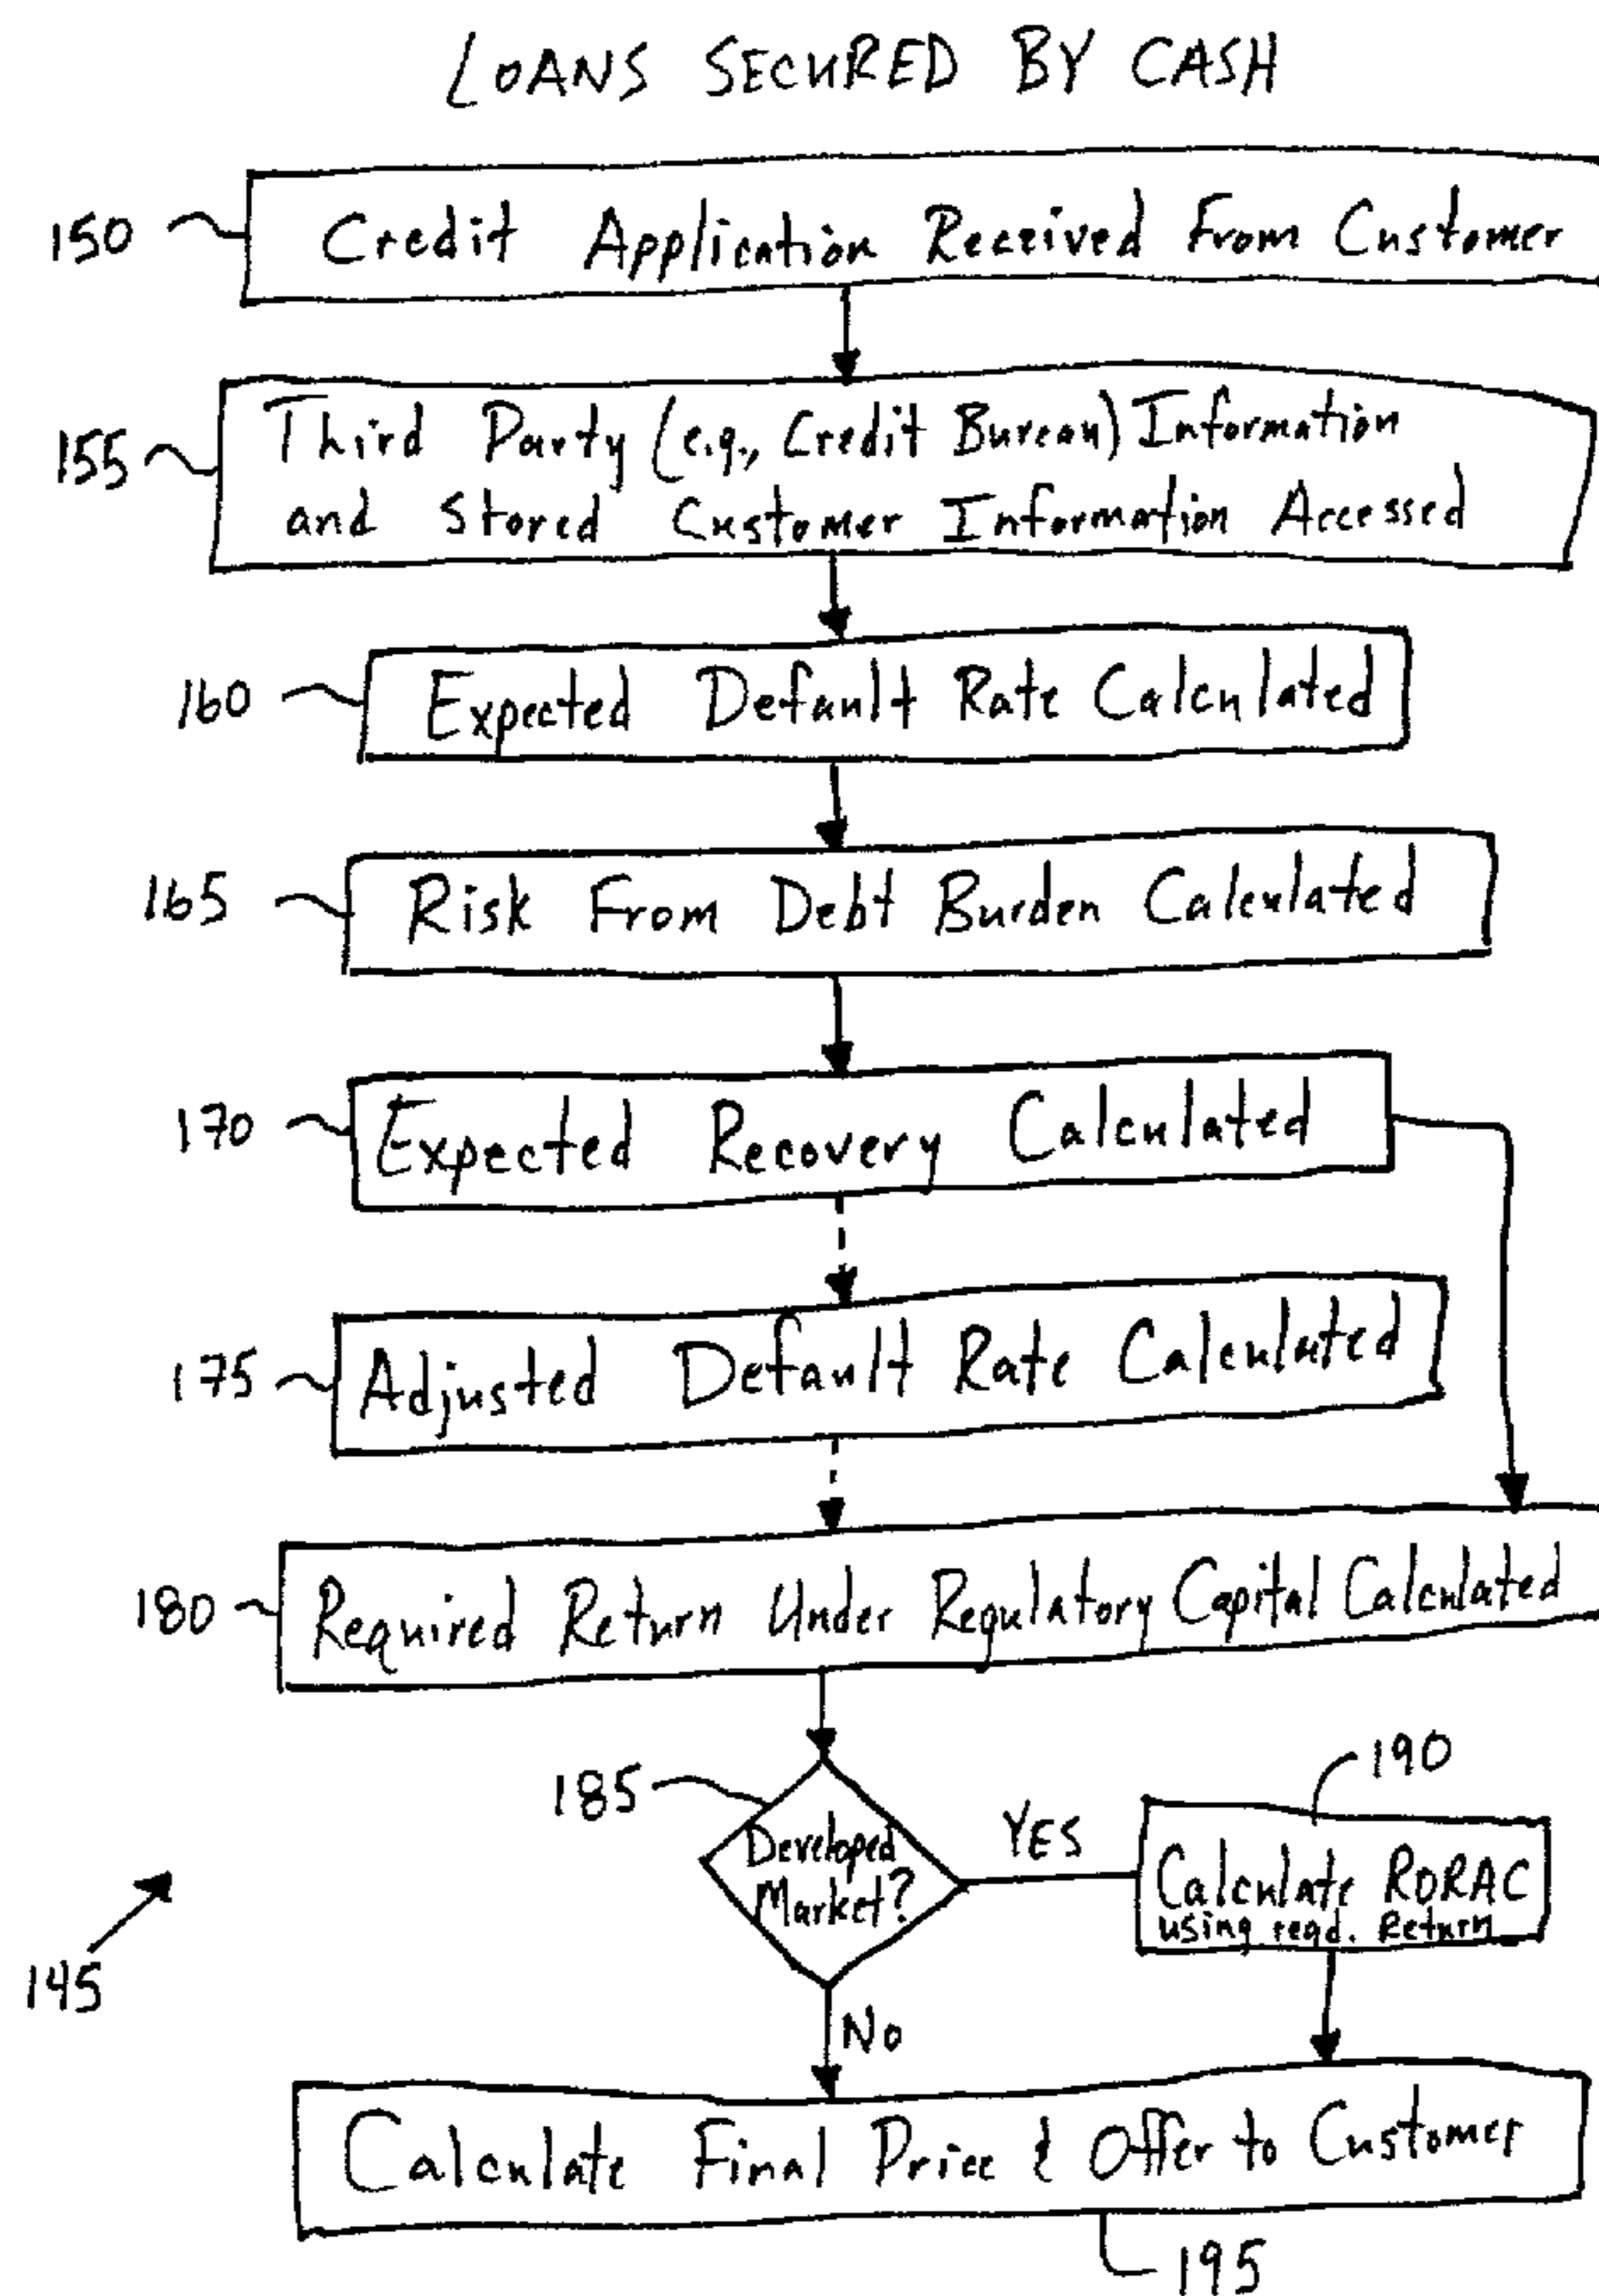 LOANS SECURED BY CASH
150
Credit Application Received From Customer
155
Third Party (e.g., Credit Bureau) Information
and Stored Customer Information Accessed
160
Expected Default Rate Calculated
165
Risk From Debt Burden Calculated
170
Expected Recovery Calculated
175
Adjusted Default Rate Calculated
180
Required Return Under Regulatory Capital Calculated
185
Developed
Market?
YES
190
Calculate RORAC
using reqd. Return
145
No
Calculate Final Price & Offer to Customer
195